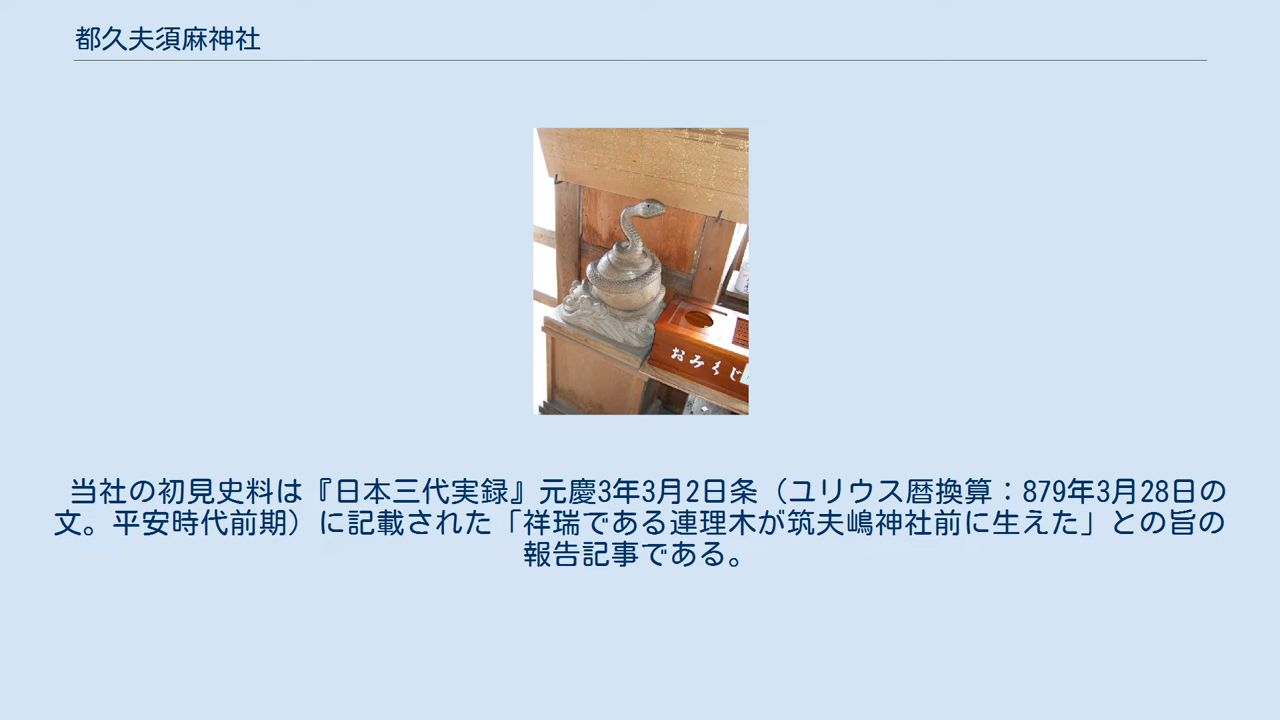 都久夫須麻神社
おみくじ
当社の初見史料は『日本三代実録』元慶3年3月2日条（ユリウス暦換算：879年3月28日の
文。平安時代前期）に記載された「祥瑞である連理木が筑夫嶋神社前に生えた」との旨の
報告記事である。